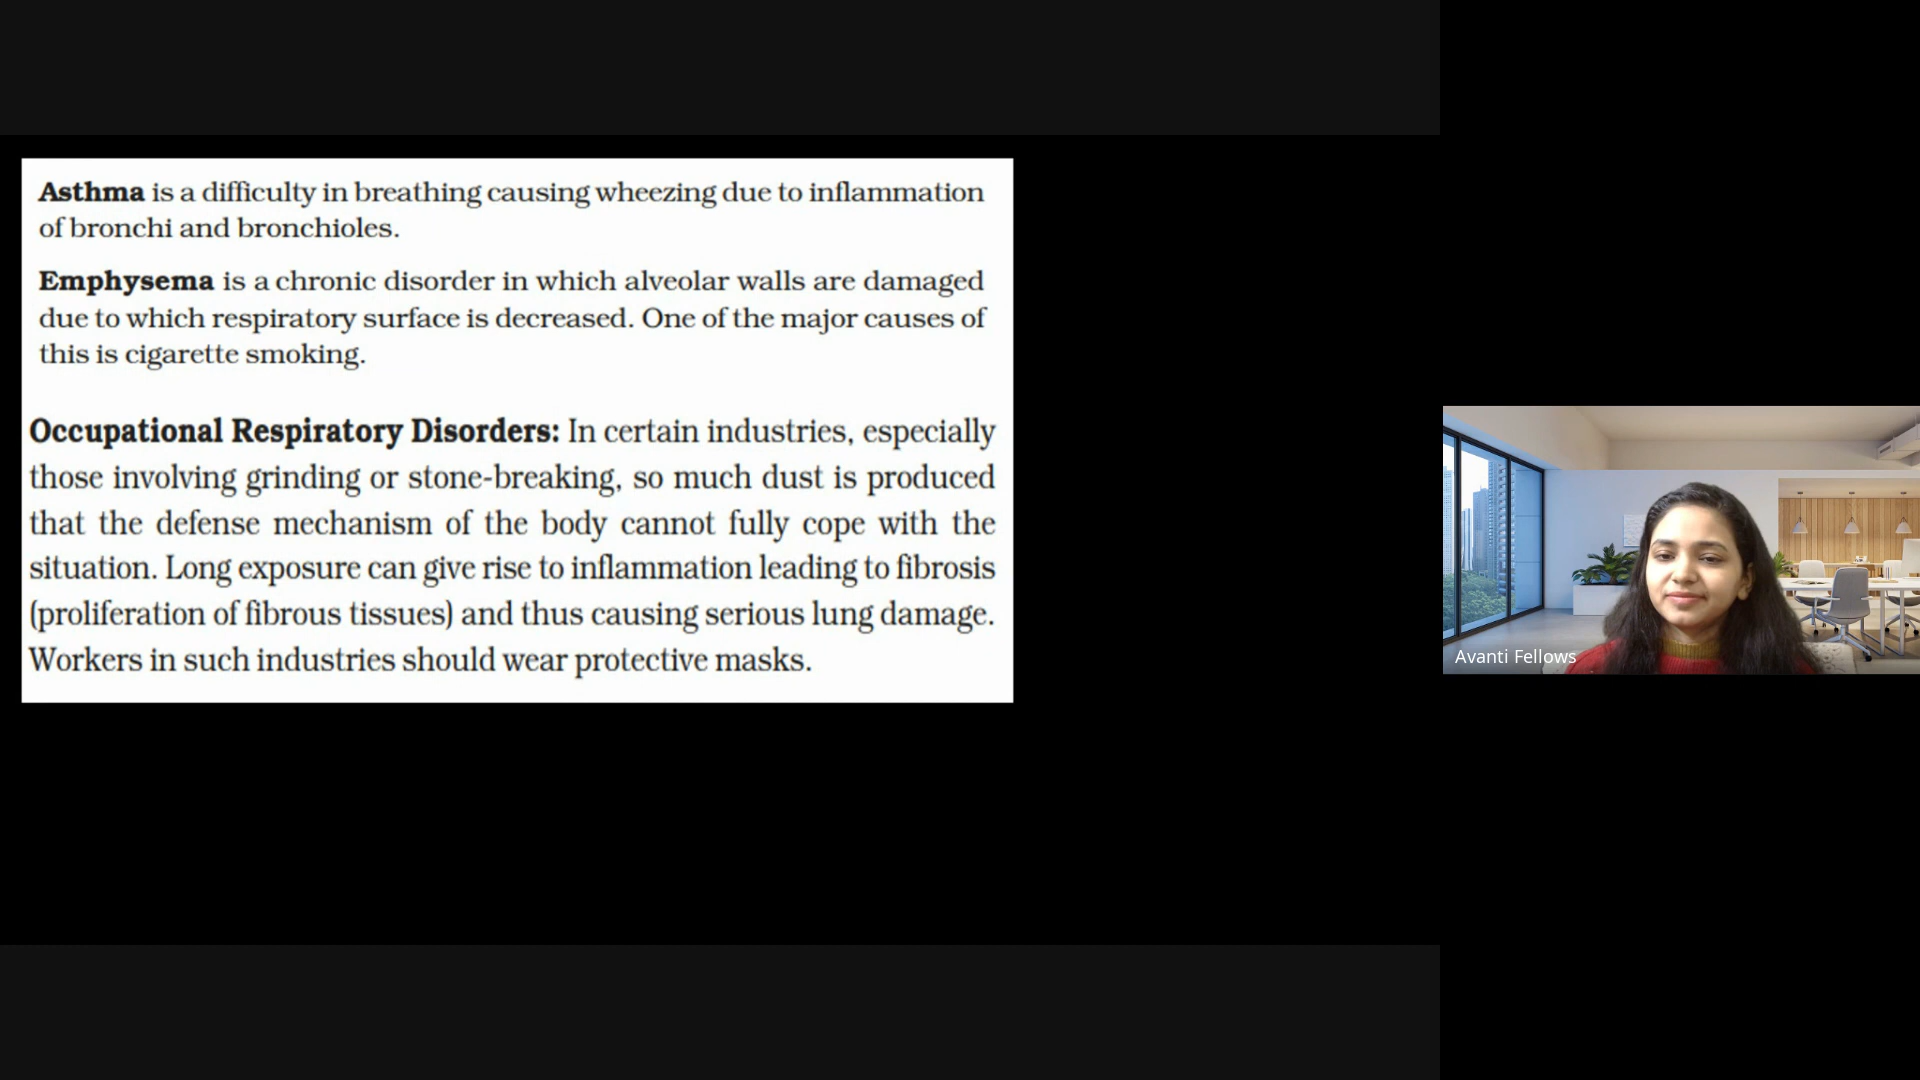 Asthma is a difficulty in breathing causing wheezing due to inflammation
of bronchi and bronchioles.
Emphysema is a chronic disorder in which alveolar walls are damaged
due to which respiratory surface is decreased. One of the major causes of
this is cigarette smoking.
Occupational Respiratory Disorders: In certain industries, especially
those involving grinding or stone-breaking, so much dust is produced
that the defense mechanism of the body cannot fully cope with the
situation. Long exposure can give rise to inflammation leading to fibrosis
(proliferation of fibrous tissues) and thus causing serious lung damage.
Workers in such industries should wear protective masks.
Avanti Fellows